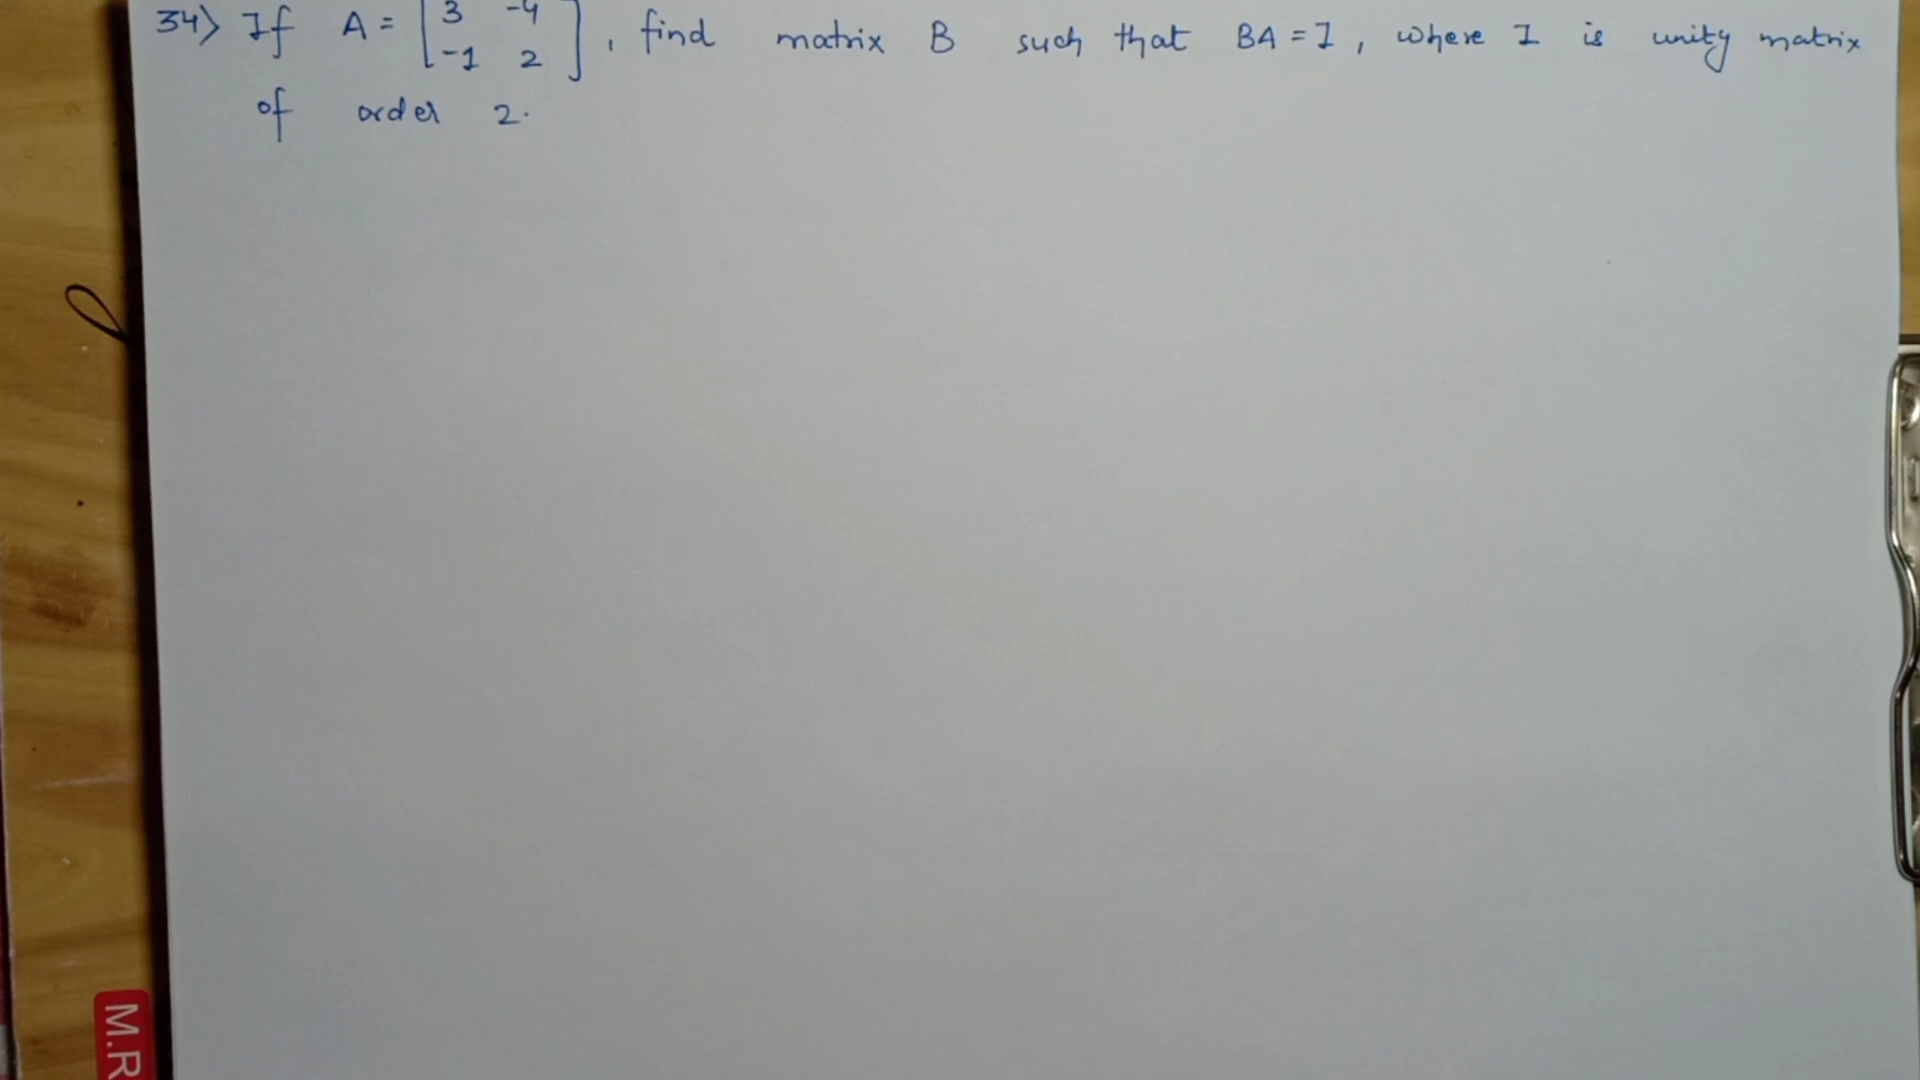 34) If A = [3 -4
-1 2], find matrix B such that BA = I, where I is unity matrix
of order 2.
M.R